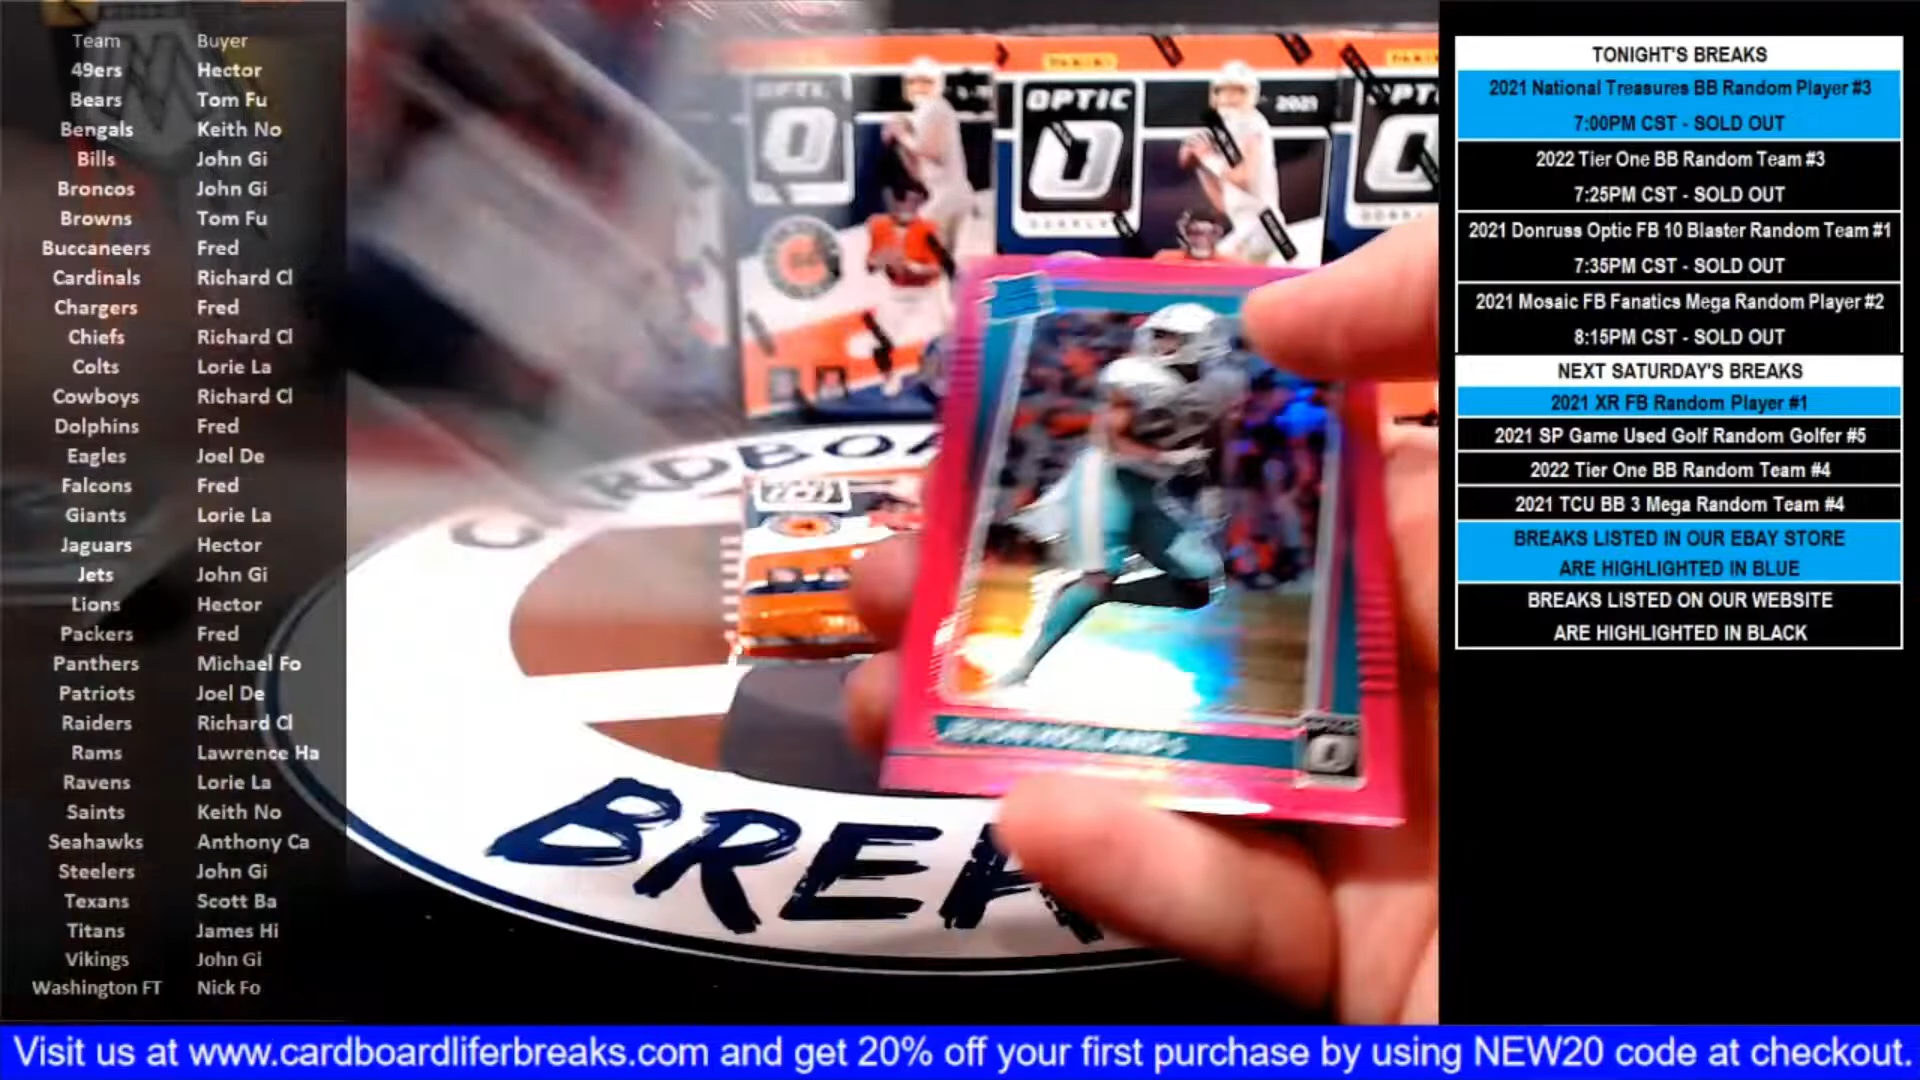 Team Buyer
49ers Hector
Bears Tom Fu
Bengals Keith No
Bills John Gi
Broncos John Gi
Browns Tom Fu
Buccaneers Fred
Cardinals Richard Cl
Chargers Fred
Chiefs Richard Cl
Colts Lorie La
Cowboys Richard Cl
Dolphins Fred
Eagles Joel De
Falcons Fred
Giants Lorie La
Jaguars Hector
Jets John Gi
Lions Hector
Packers Fred
Panthers Michael Fo
Patriots Joel De
Raiders Richard Cl
Rams Lawrence Ha
Ravens Lorie La
Saints Keith No
Seahawks Anthony Ca
Steelers John Gi
Texans Scott Ba
Titans James Hi
Vikings John Gi
Washington FT Nick Fo
PANINI
OPTIC
2021
BREA
TONIGHT'S BREAKS
2021 National Treasures BB Random Player #3
7:00PM CST - SOLD OUT
2022 Tier One BB Random Team #3
7:25PM CST - SOLD OUT
2021 Donruss Optic FB 10 Blaster Random Team #1
7:35PM CST - SOLD OUT
2021 Mosaic FB Fanatics Mega Random Player #2
8:15PM CST - SOLD OUT
NEXT SATURDAY'S BREAKS
2021 XR FB Random Player #1
2021 SP Game Used Golf Random Golfer #5
2022 Tier One BB Random Team #4
2021 TCU BB 3 Mega Random Team #4
BREAKS LISTED IN OUR EBAY STORE
ARE HIGHLIGHTED IN BLUE
BREAKS LISTED ON OUR WEBSITE
ARE HIGHLIGHTED IN BLACK
Visit us at www.cardboardliferbreaks.com and get 20% off your first purchase by using NEW20 code at checkout.